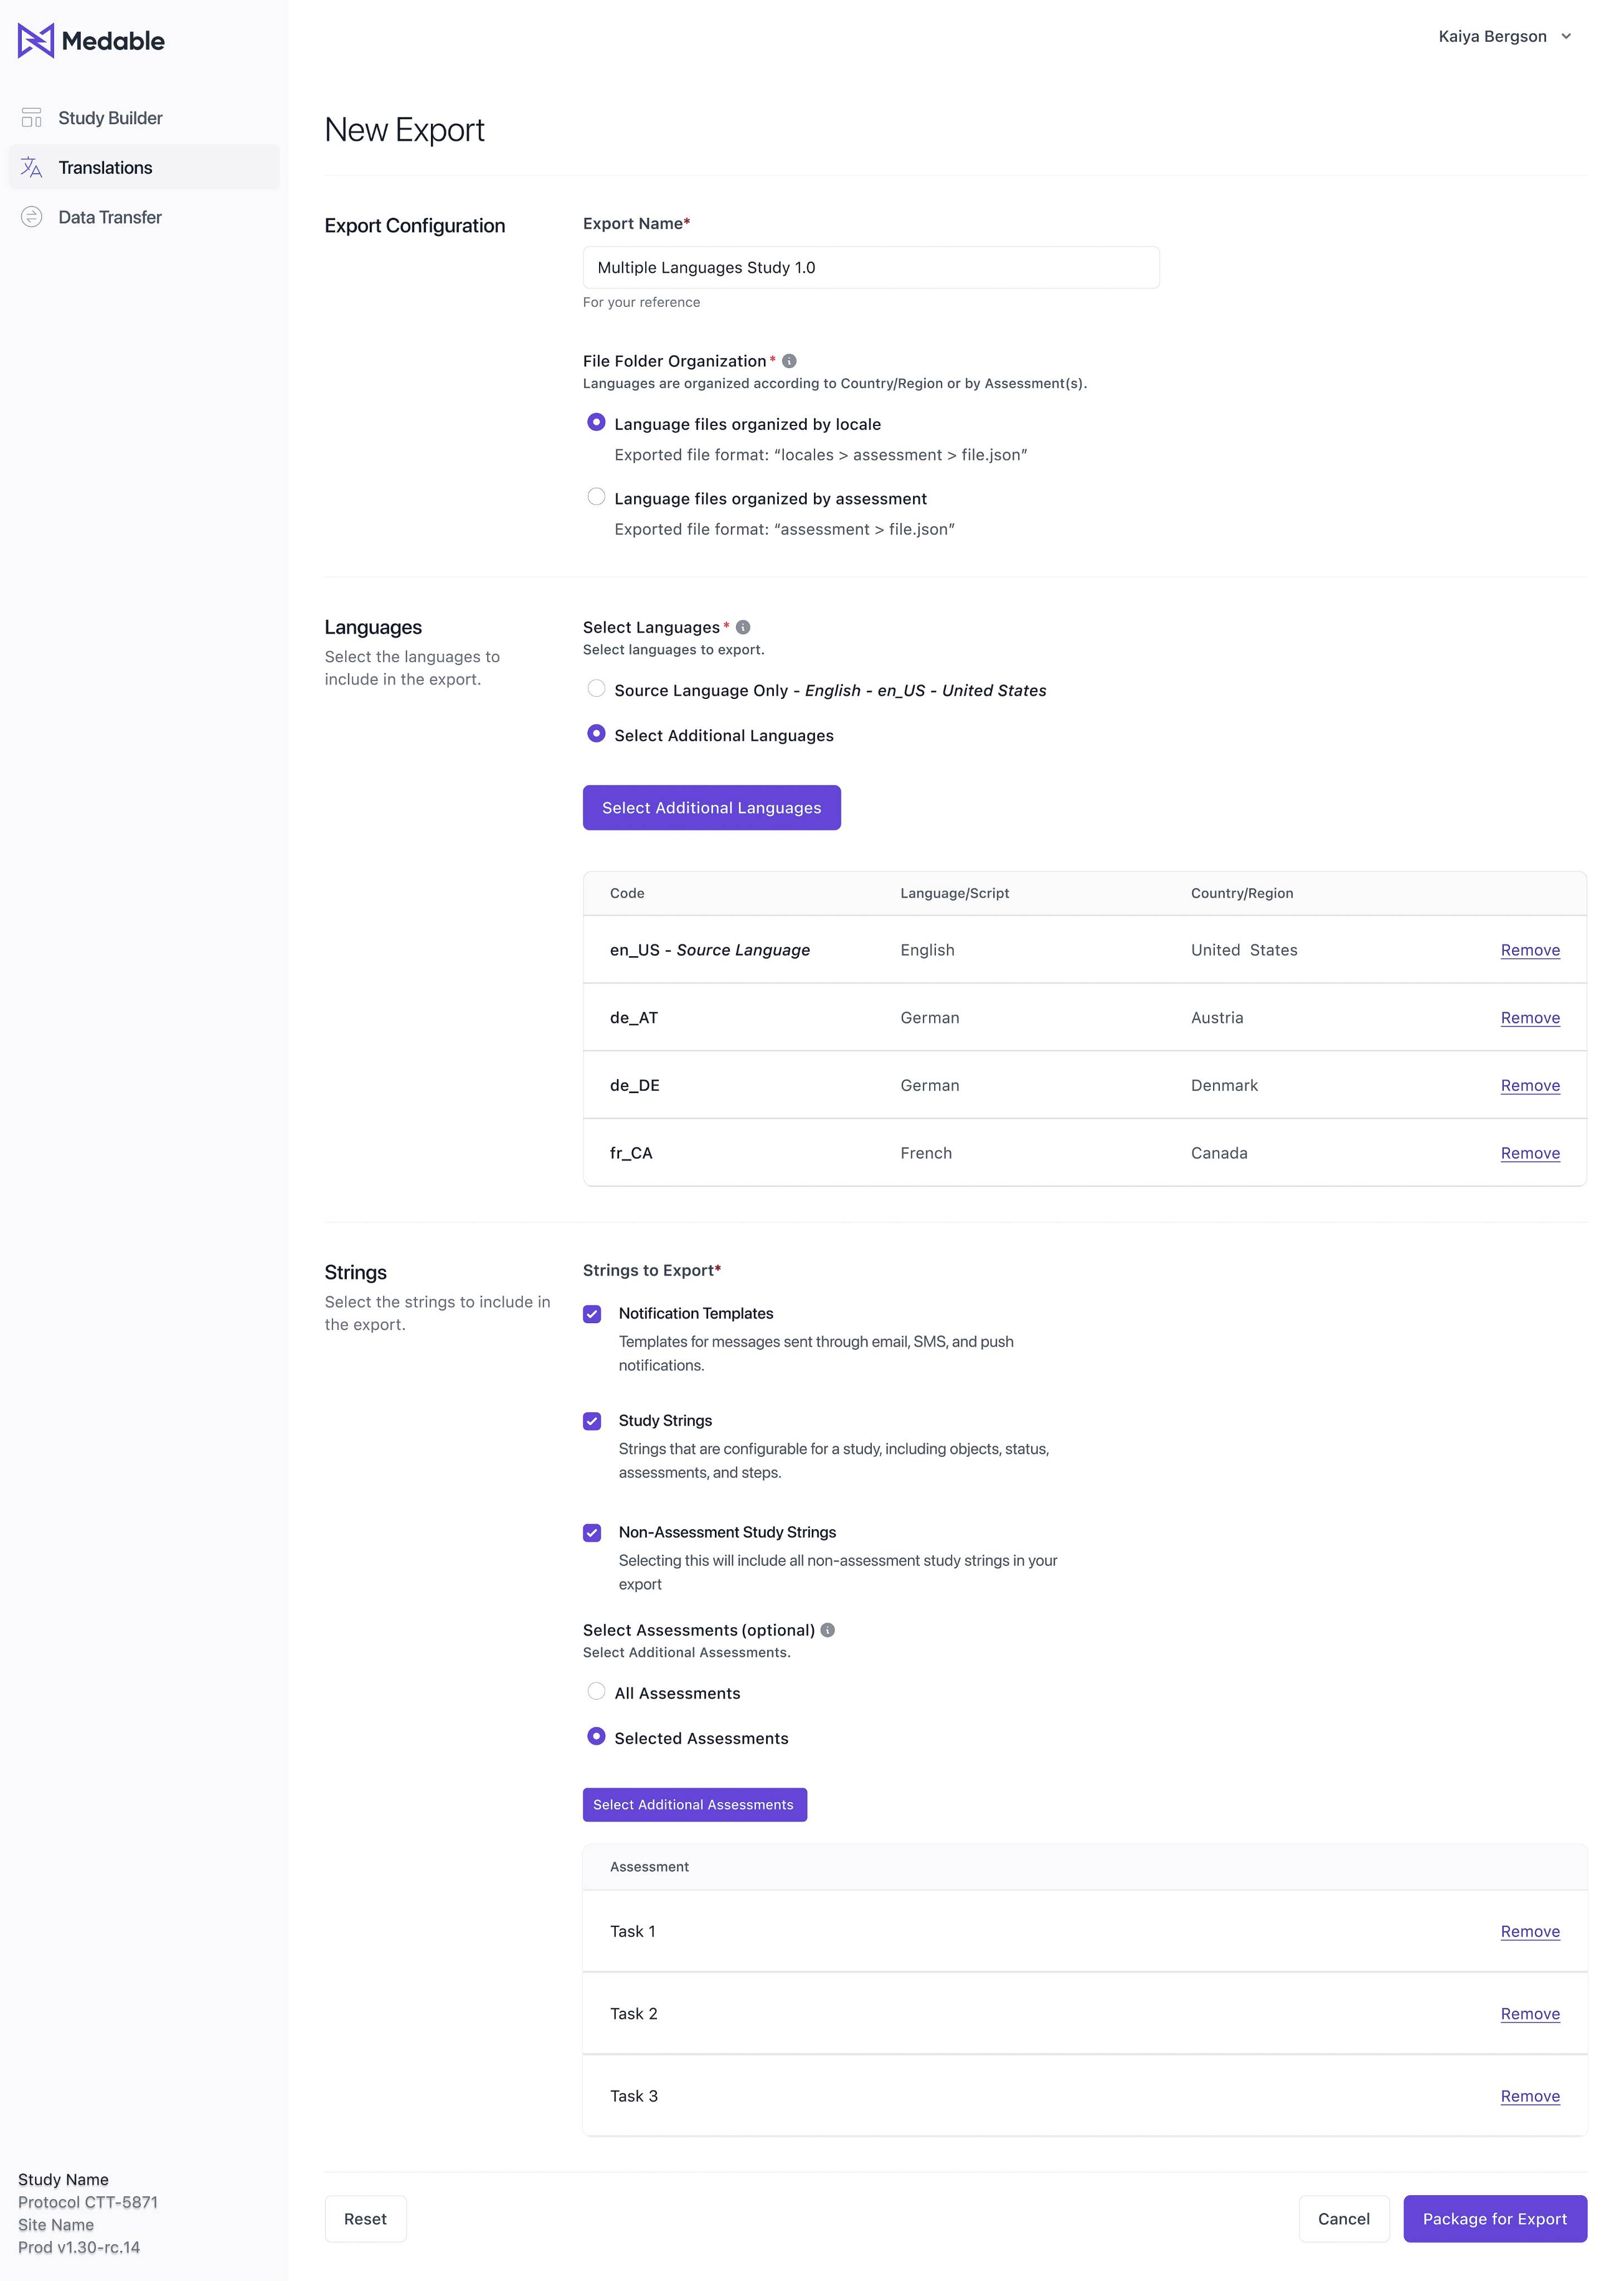 Medable
Kaiya Bergson
Study Builder
Translations
Data Transfer
New Export
Export Configuration
Export Name*
Multiple Languages Study 1.0
For your reference
File Folder Organization*
Languages are organized according to Country/Region or by Assessment(s).
Language files organized by locale
Exported file format: “locales > assessment > file.json”
Language files organized by assessment
Exported file format: “assessment > file.json”
Languages
Select the languages to
include in the export.
Select Languages*
Select languages to export.
Source Language Only - English - en_US - United States
Select Additional Languages
Select Additional Languages
Code Language/Script Country/Region
en_US - Source Language English United States Remove
de_AT German Austria Remove
de_DE German Denmark Remove
fr_CA French Canada Remove
Strings
Select the strings to include in
the export.
Strings to Export*
Notification Templates
Templates for messages sent through email, SMS, and push
notifications.
Study Strings
Strings that are configurable for a study, including objects, status,
assessments, and steps.
Non-Assessment Study Strings
Selecting this will include all non-assessment study strings in your
export
Select Assessments (optional)
Select Additional Assessments.
All Assessments
Selected Assessments
Select Additional Assessments
Assessment
Task 1 Remove
Task 2 Remove
Task 3 Remove
Study Name
Protocol CTT-5871
Site Name
Prod v1.30-rc.14
Reset
Cancel
Package for Export